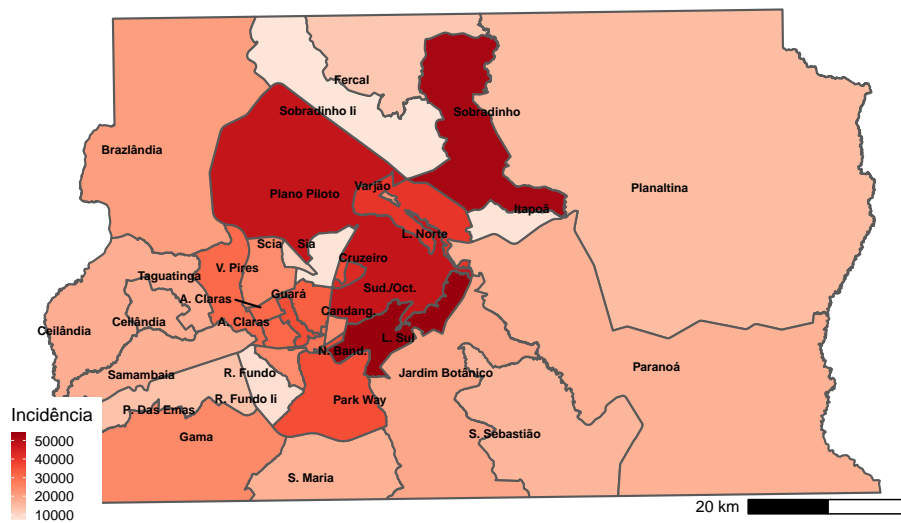 Fercal
Sobradinho Ii
Sobradinho
Brazlândia
Varjão
Planaltina
Plano Piloto
Itapoã
L. Norte
Scia
Sia
Cruzeiro
V. Pires
Taguatinga
Sud./Oct.
Guará
A. Claras
Candang.
Ceilândia
Ceilândia
A. Claras
L. Sul
N. Band.
Paranoá
Samambaia
R. Fundo
Jardim Botânico
R. Fundo Ii
Park Way
P. Das Emas
Incidência
Gama
S. Sebastião
50000
40000
30000
20000
10000
S. Maria
20 km